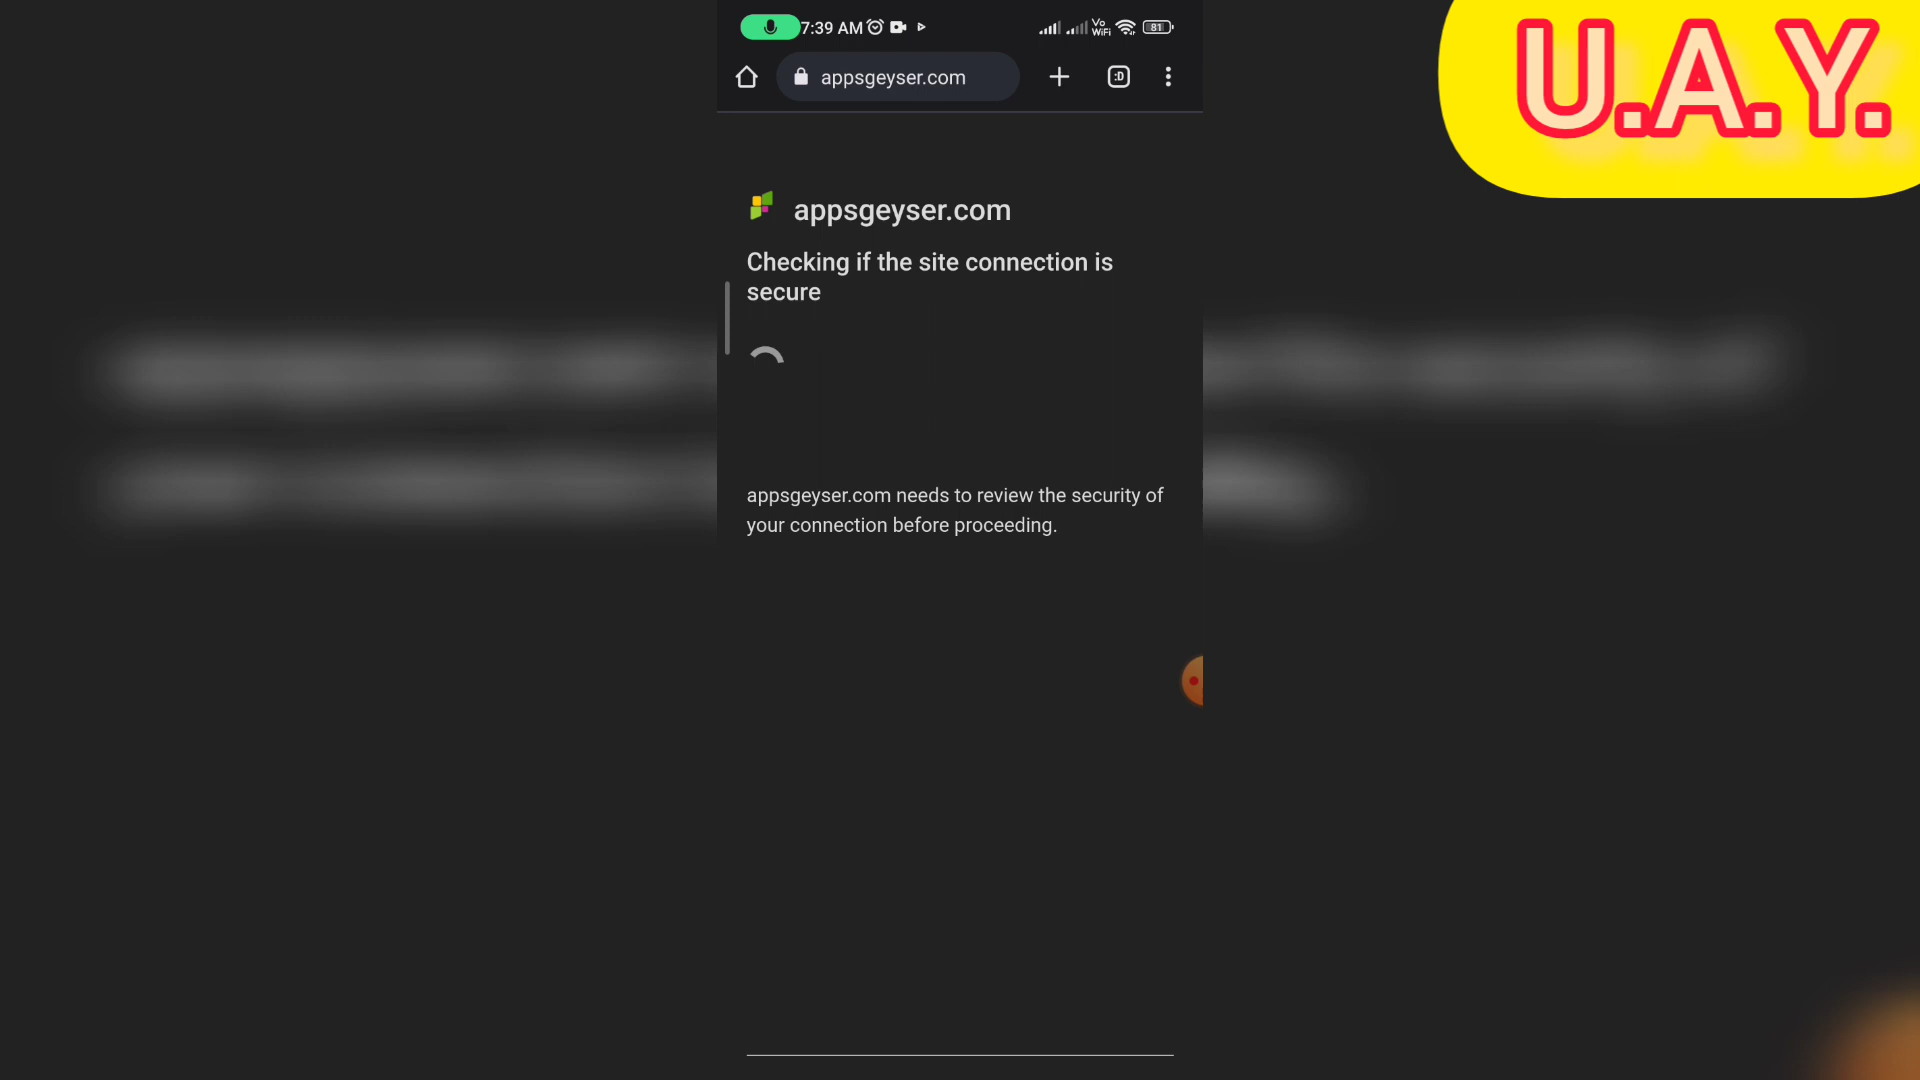 7:39 AM
Vo
WiFi
81
appsgeyser.com
:D
U.A.Y.
appsgeyser.com
Checking if the site connection is
secure
appsgeyser.com needs to review the security of
your connection before proceeding.